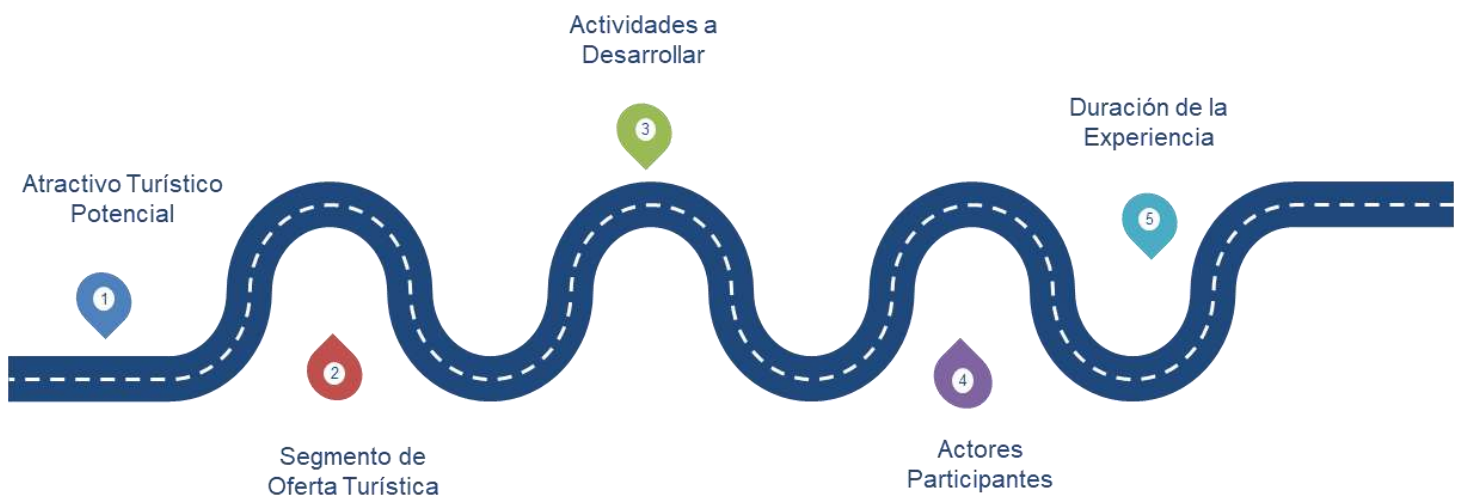 Atractivo Turístico
Potencial
1
2
Segmento de
Oferta Turística
Actividades a
Desarrollar
3
4
Actores
Participantes
Duración de la
Experiencia
5